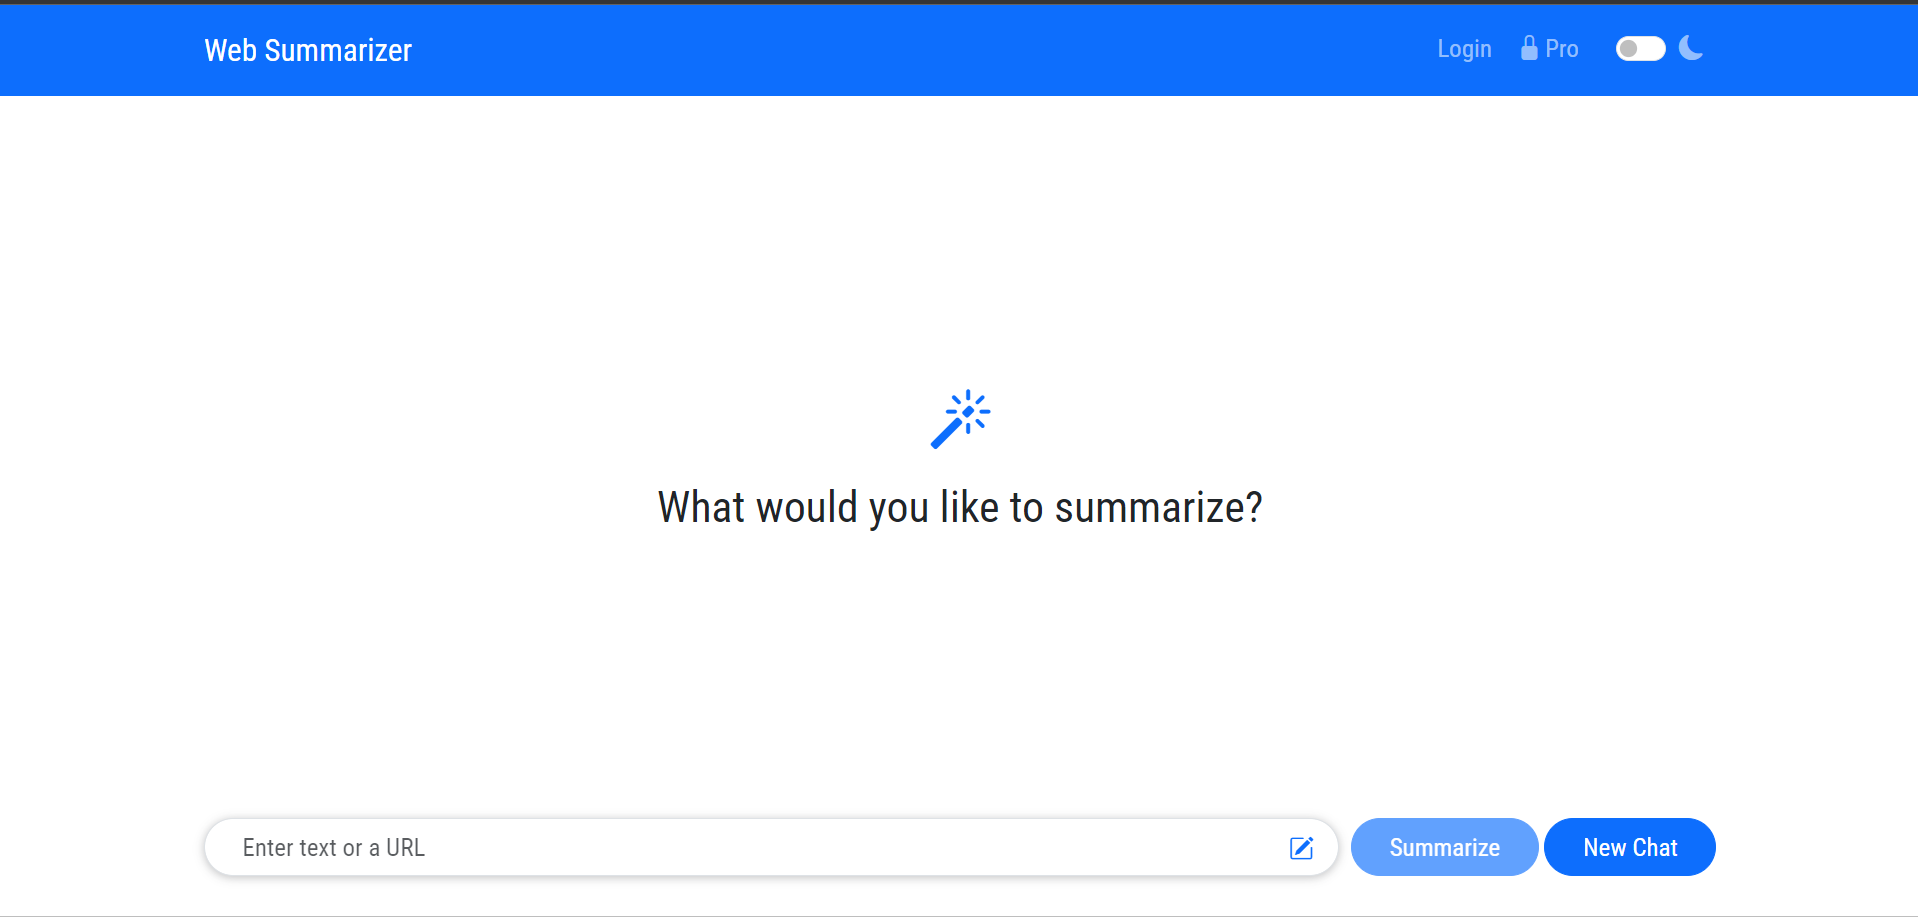 Web Summarizer
Login Pro
What would you like to summarize?
Enter text or a URL
Summarize
New Chat